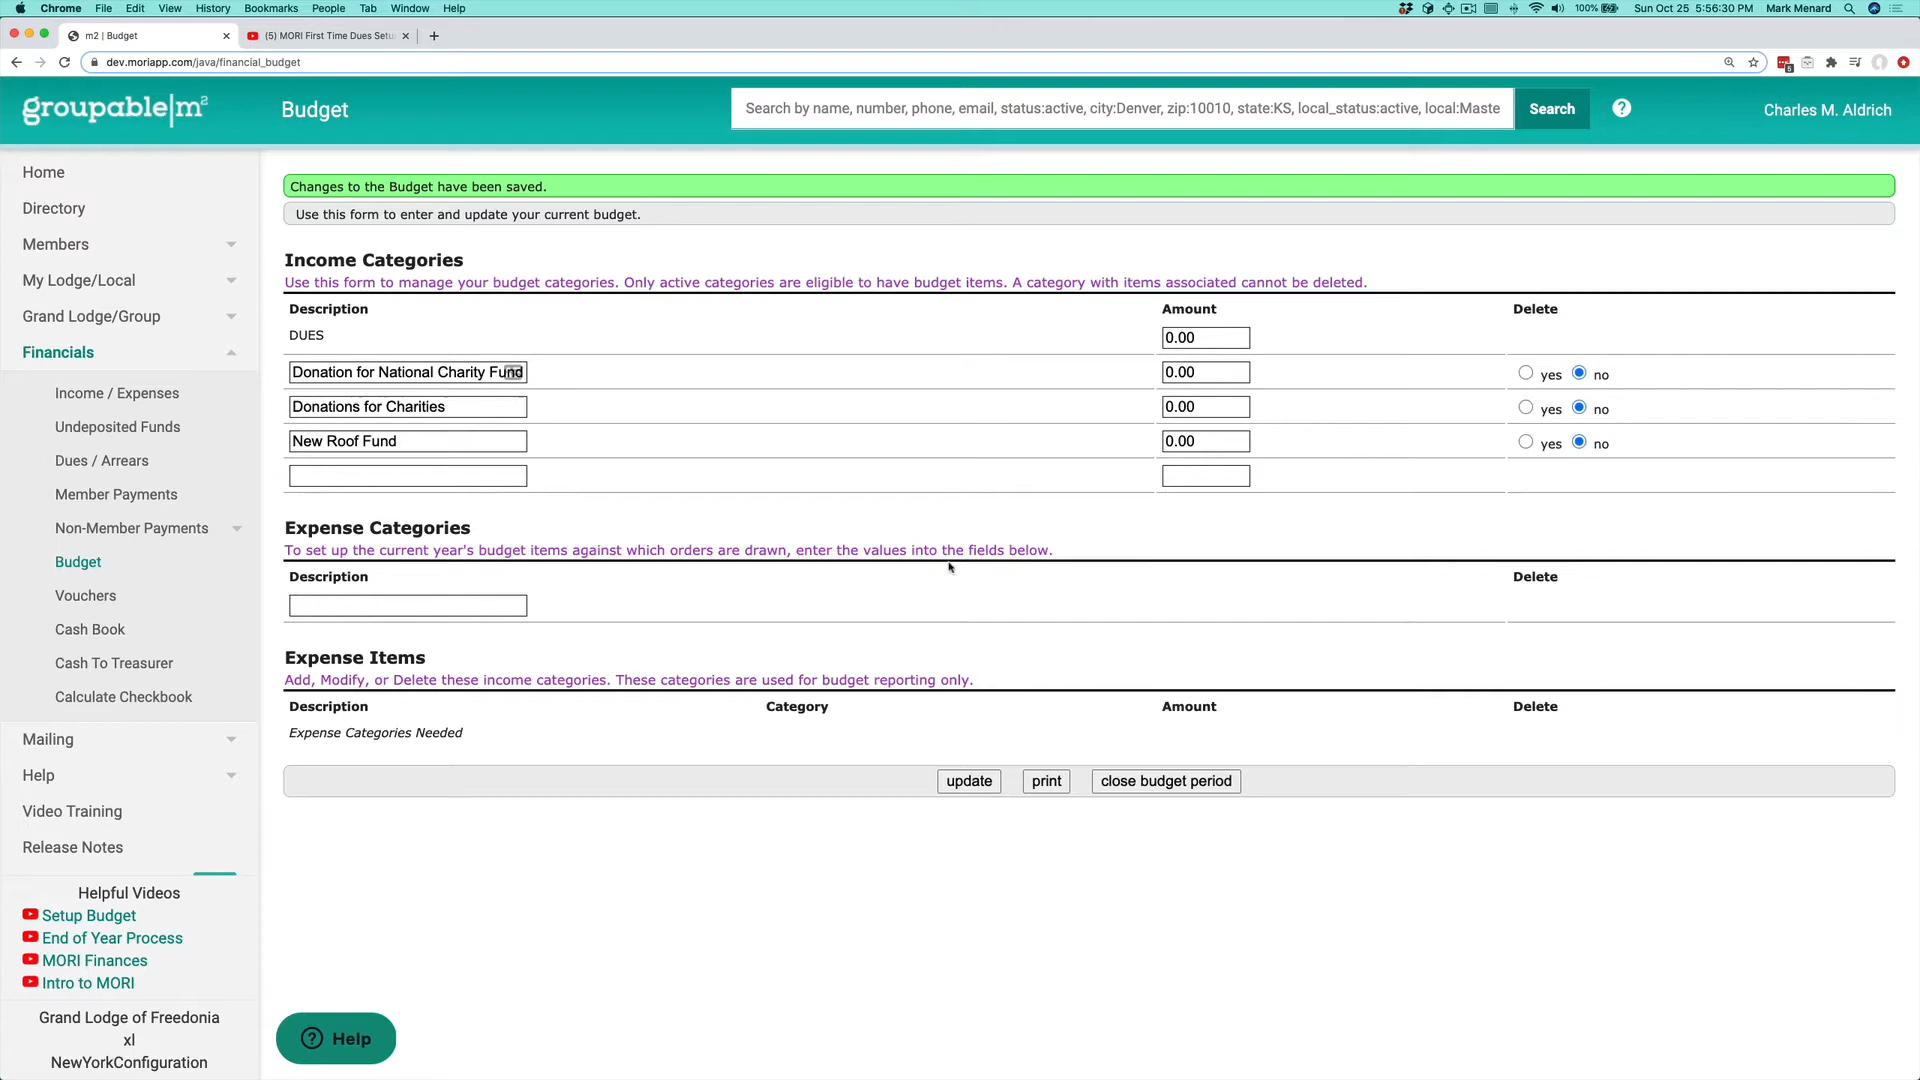 Chrome File Edit View History Bookmarks People Tab Window Help 100% Sun Oct 25 5:56:30 PM Mark Menard
m2 | Budget (5) MORI First Time Dues Setu
dev.moriapp.com/java/financial_budget
groupable|m² Budget Search by name, number, phone, email, status:active, city:Denver, zip:10010, state:KS, local_status:active, local:Maste Search Charles M. Aldrich
Home
Directory
Members
My Lodge/Local
Grand Lodge/Group
Financials
Income / Expenses
Undeposited Funds
Dues / Arrears
Member Payments
Non-Member Payments
Budget
Vouchers
Cash Book
Cash To Treasurer
Calculate Checkbook
Mailing
Help
Video Training
Release Notes
Helpful Videos
Setup Budget
End of Year Process
MORI Finances
Intro to MORI
Grand Lodge of Freedonia
xl
NewYorkConfiguration
Changes to the Budget have been saved.
Use this form to enter and update your current budget.
Income Categories
Use this form to manage your budget categories. Only active categories are eligible to have budget items. A category with items associated cannot be deleted.
Description Amount Delete
DUES 0.00
Donation for National Charity Fund 0.00 yes no
Donations for Charities 0.00 yes no
New Roof Fund 0.00 yes no
Expense Categories
To set up the current year's budget items against which orders are drawn, enter the values into the fields below.
Description Delete
Expense Items
Add, Modify, or Delete these income categories. These categories are used for budget reporting only.
Description Category Amount Delete
Expense Categories Needed
update print close budget period
? Help